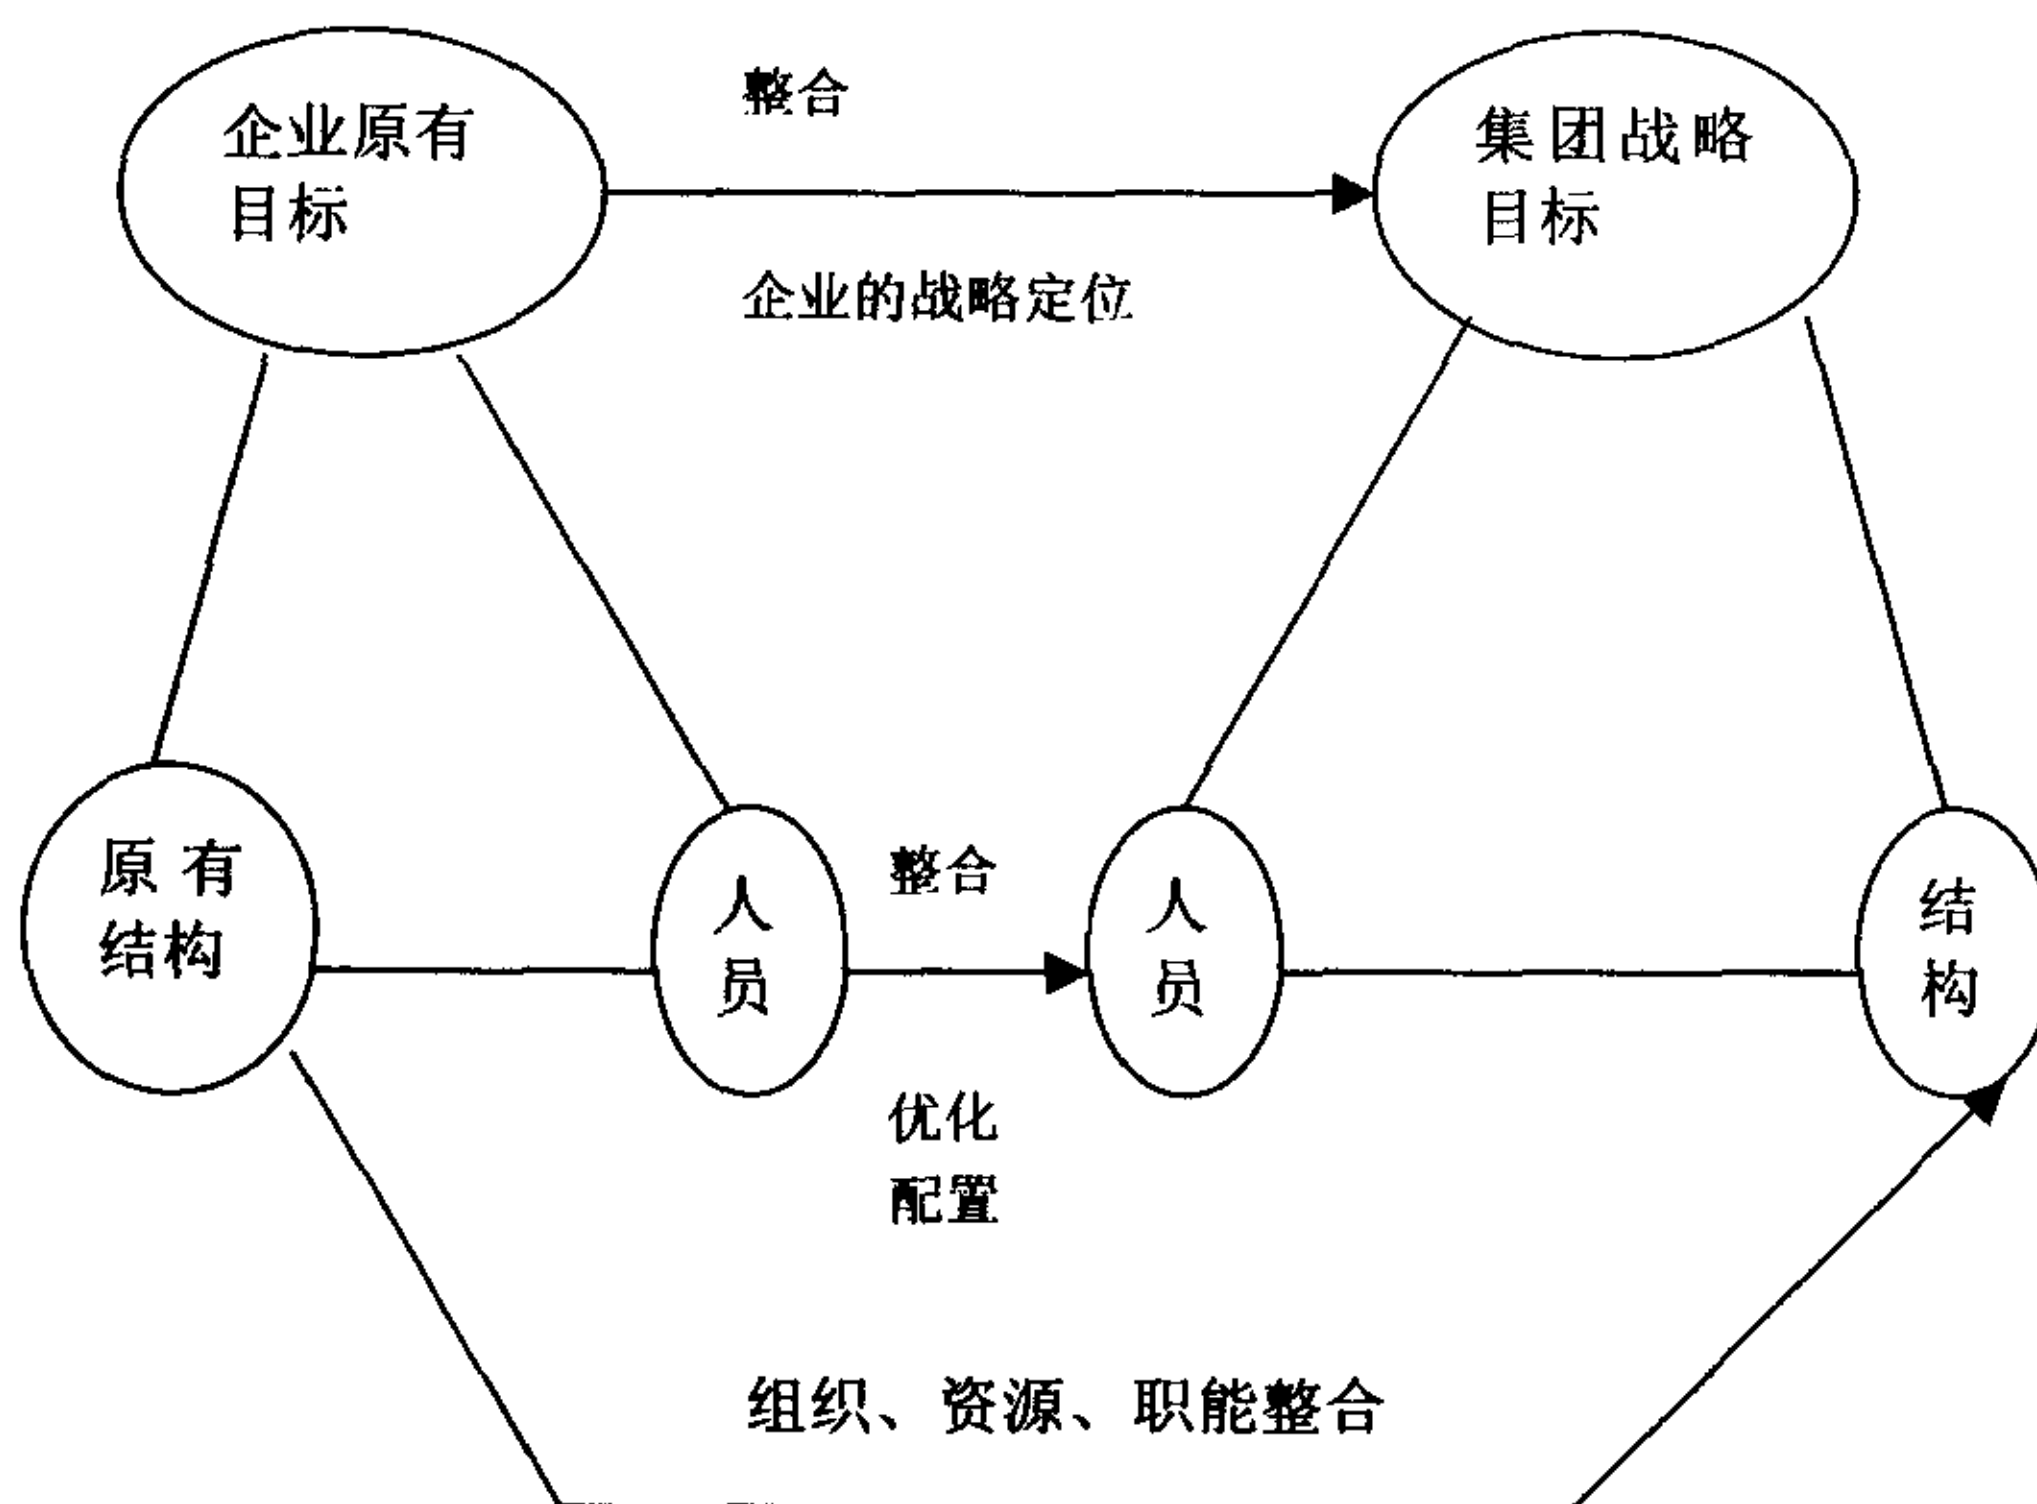 整合
企业原有
目标
集团战略
目标
企业的战略定位
原有
结构
人
员
整合
人
员
结
构
优化
配置
组织、资源、职能整合